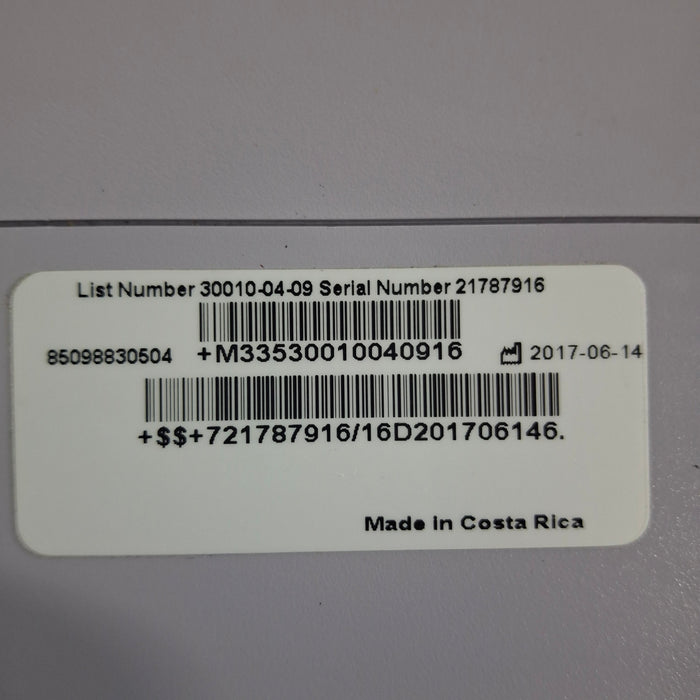 List Number 30010-04-09 Serial Number 21787916
85098830504 +M33530010040916 2017-06-14
+$$+721787916/16D201706146.
Made in Costa Rica